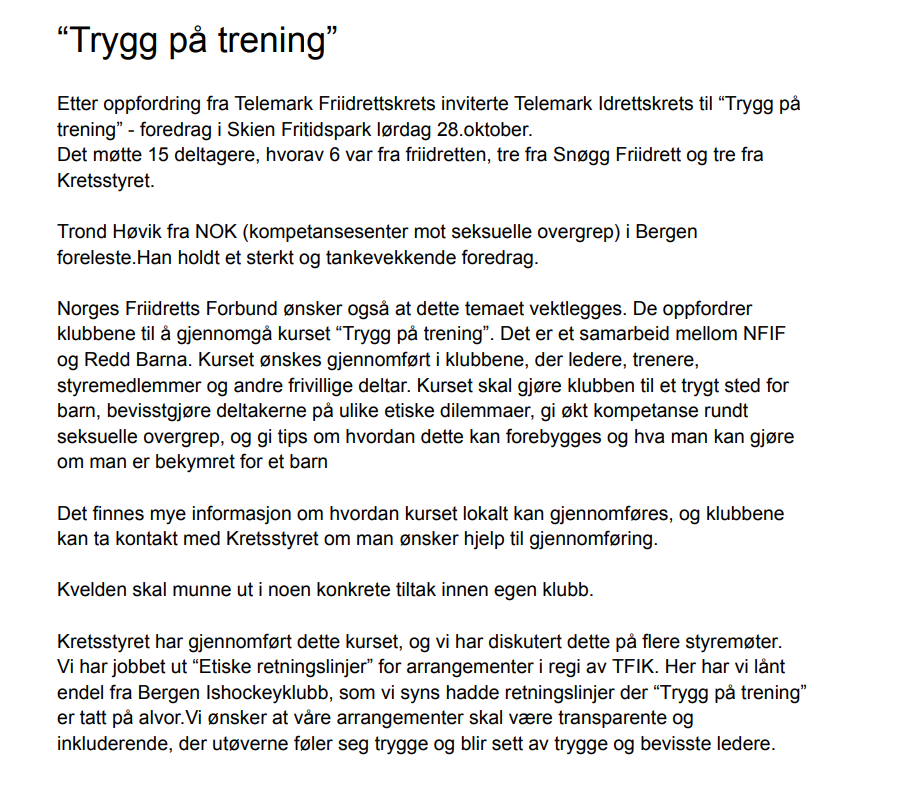 “Trygg på trening”
Etter oppfordring fra Telemark Friidrettskrets inviterte Telemark Idrettskrets til “Trygg på
trening” - foredrag i Skien Fritidspark lørdag 28.oktober.
Det møtte 15 deltagere, hvorav 6 var fra friidretten, tre fra Snøgg Friidrett og tre fra
Kretsstyret.
Trond Høvik fra NOK (kompetansesenter mot seksuelle overgrep) i Bergen
foreleste.Han holdt et sterkt og tankevekkende foredrag.
Norges Friidretts Forbund ønsker også at dette temaet vektlegges. De oppfordrer
klubbene til å gjennomgå kurset “Trygg på trening”. Det er et samarbeid mellom NFIF
og Redd Barna. Kurset ønskes gjennomført i klubbene, der ledere, trenere,
styremedlemmer og andre frivillige deltar. Kurset skal gjøre klubben til et trygt sted for
barn, bevisstgjøre deltakerne på ulike etiske dilemmaer, gi økt kompetanse rundt
seksuelle overgrep, og gi tips om hvordan dette kan forebygges og hva man kan gjøre
om man er bekymret for et barn
Det finnes mye informasjon om hvordan kurset lokalt kan gjennomføres, og klubbene
kan ta kontakt med Kretsstyret om man ønsker hjelp til gjennomføring.
Kvelden skal munne ut i noen konkrete tiltak innen egen klubb.
Kretsstyret har gjennomført dette kurset, og vi har diskutert dette på flere styremøter.
Vi har jobbet ut “Etiske retningslinjer” for arrangementer i regi av TFIK. Her har vi lånt
endel fra Bergen Ishockeyklubb, som vi syns hadde retningslinjer der “Trygg på trening”
er tatt på alvor.Vi ønsker at våre arrangementer skal være transparente og
inkluderende, der utøverne føler seg trygge og blir sett av trygge og bevisste ledere.